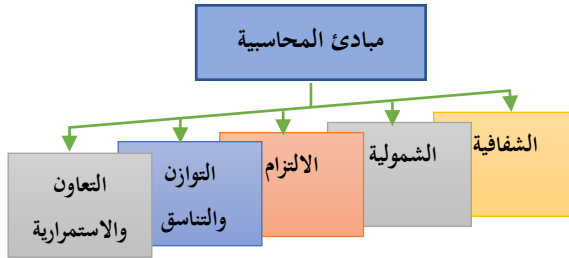 مبادئ المحاسبية
الشفافية
الشمولية
الالتزام
التوازن
والتناسق
التعاون
والاستمرارية